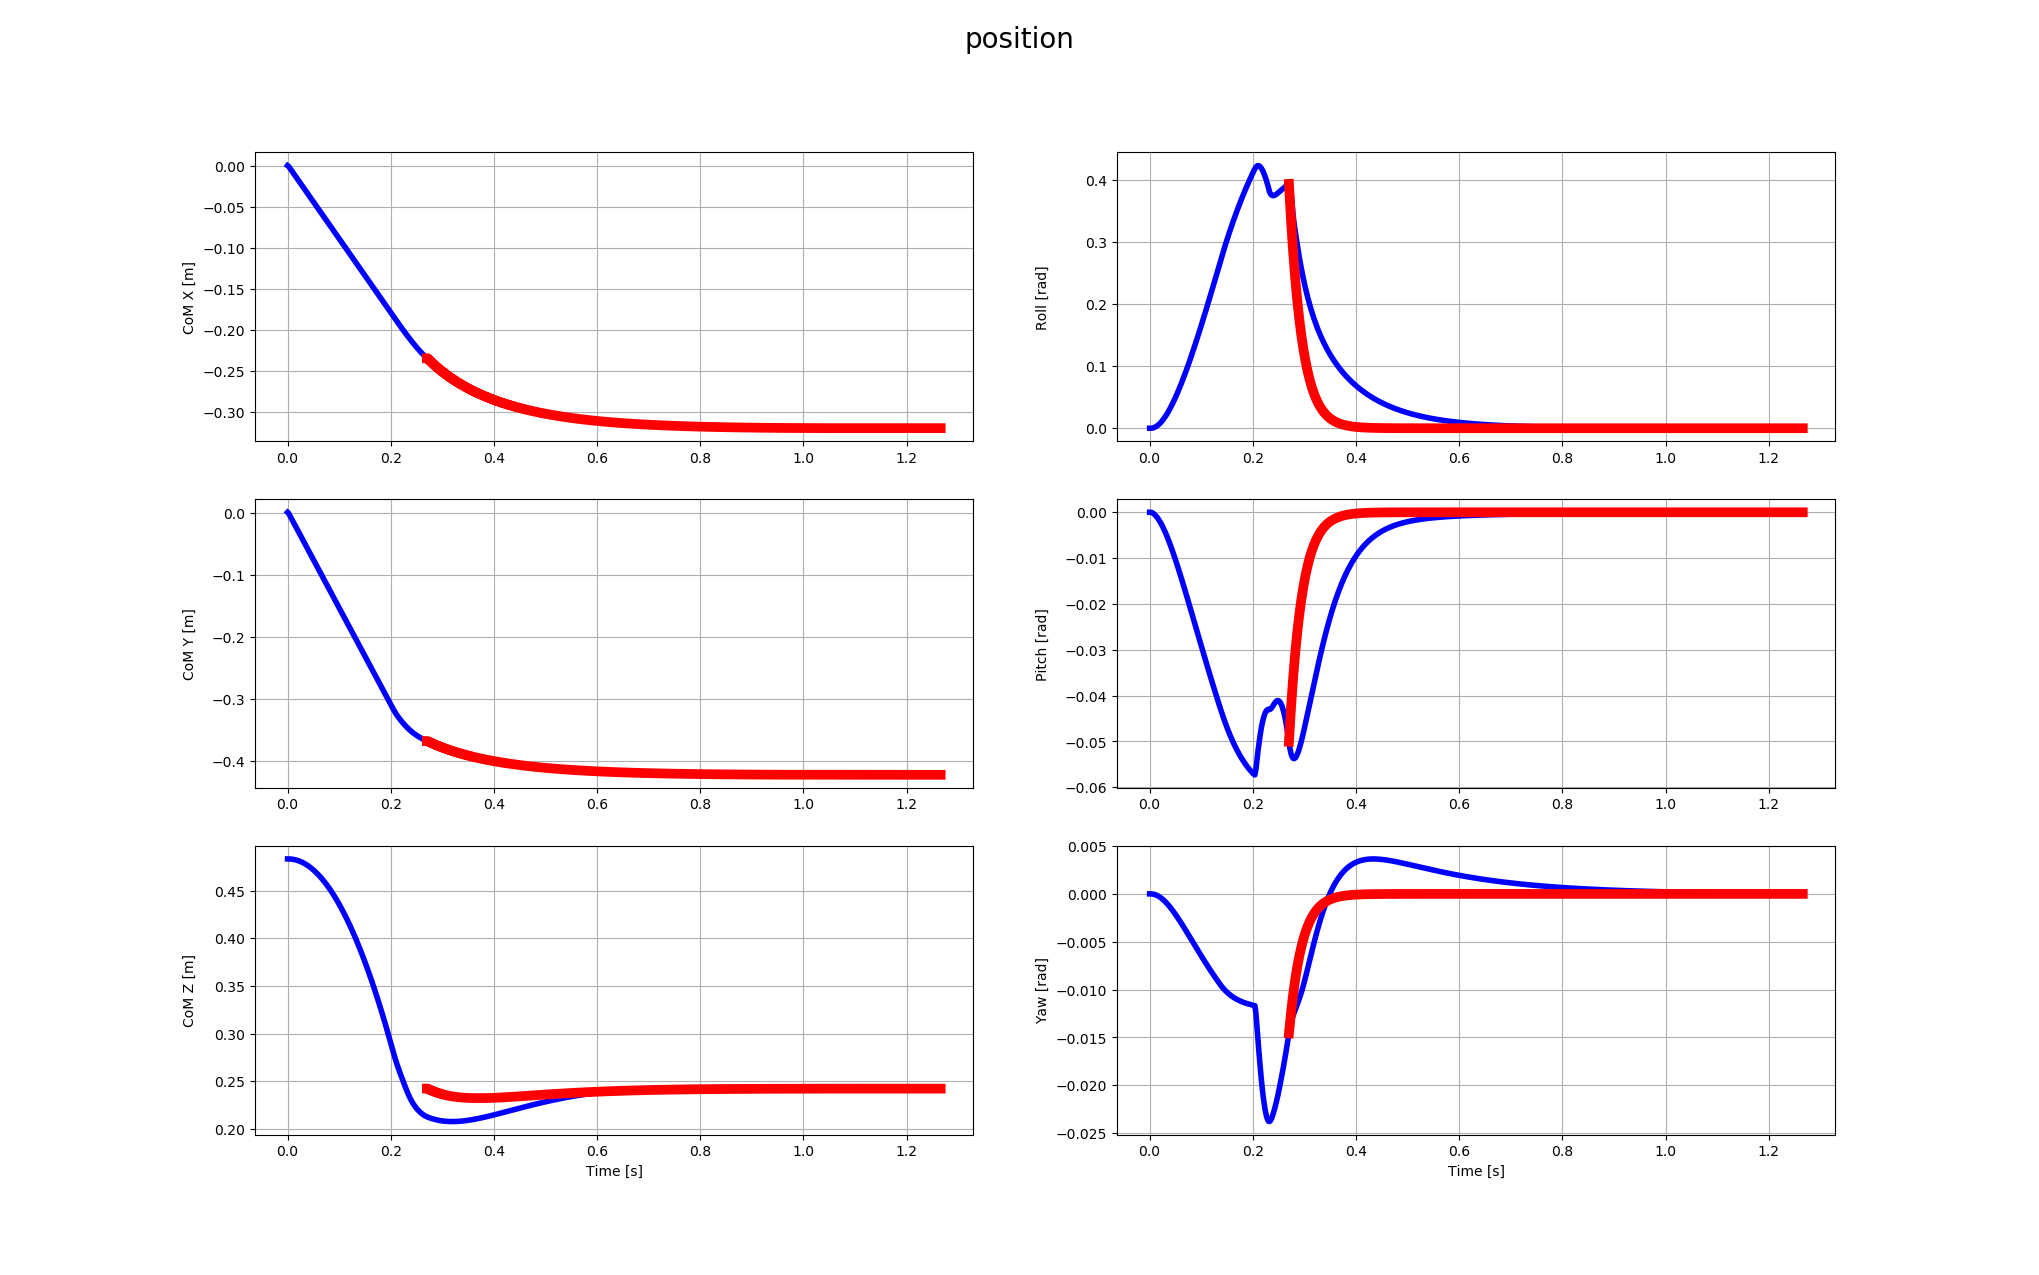 position
CoM X [m]
0.00
−0.05
−0.10
−0.15
−0.20
−0.25
−0.30
0.0 0.2 0.4 0.6 0.8 1.0 1.2
Roll [rad]
0.4
0.3
0.2
0.1
0.0
0.0 0.2 0.4 0.6 0.8 1.0 1.2
CoM Y [m]
0.0
−0.1
−0.2
−0.3
−0.4
0.0 0.2 0.4 0.6 0.8 1.0 1.2
Pitch [rad]
0.00
−0.01
−0.02
−0.03
−0.04
−0.05
−0.06
0.0 0.2 0.4 0.6 0.8 1.0 1.2
CoM Z [m]
0.45
0.40
0.35
0.30
0.25
0.20
0.0 0.2 0.4 0.6 0.8 1.0 1.2
Time [s]
Yaw [rad]
0.005
0.000
−0.005
−0.010
−0.015
−0.020
−0.025
0.0 0.2 0.4 0.6 0.8 1.0 1.2
Time [s]